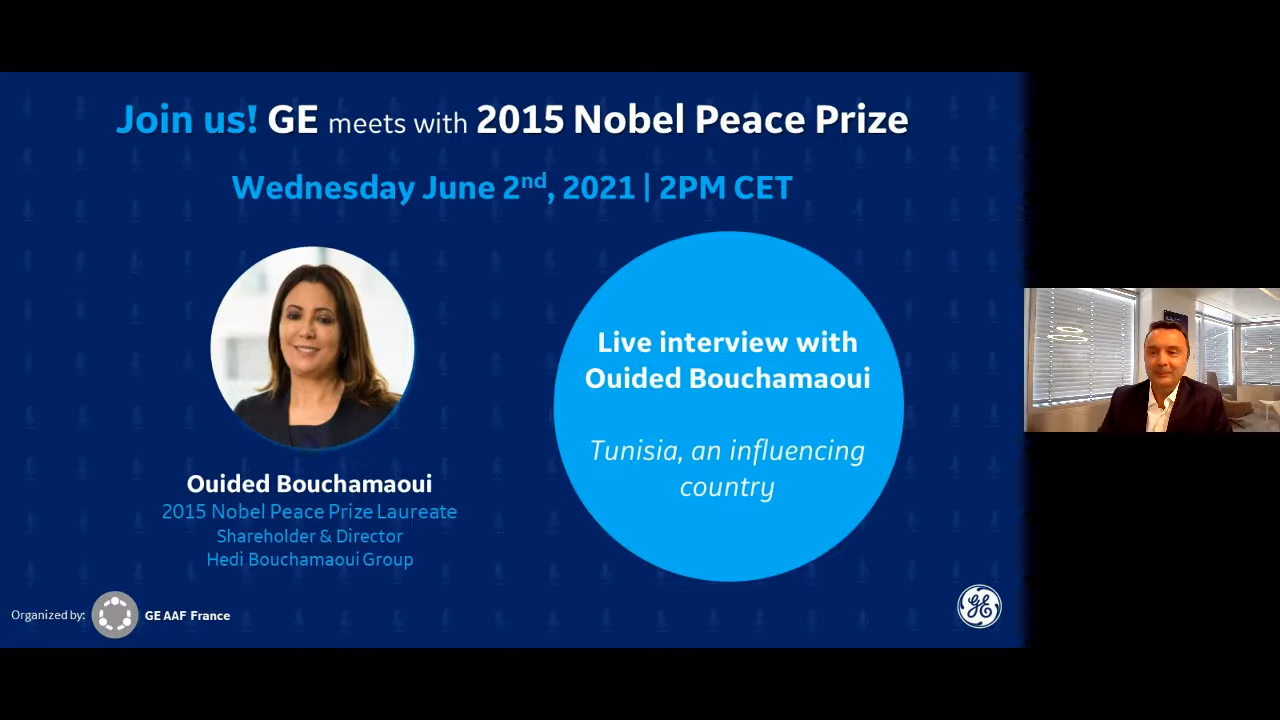 Join us! GE meets with 2015 Nobel Peace Prize
Wednesday June 2nd, 2021 | 2PM CET
Live interview with
Ouided Bouchamaoui
Tunisia, an influencing
country
Ouided Bouchamaoui
2015 Nobel Peace Prize Laureate
Shareholder & Director
Hedi Bouchamaoui Group
Organized by:
GE AAF France
GE